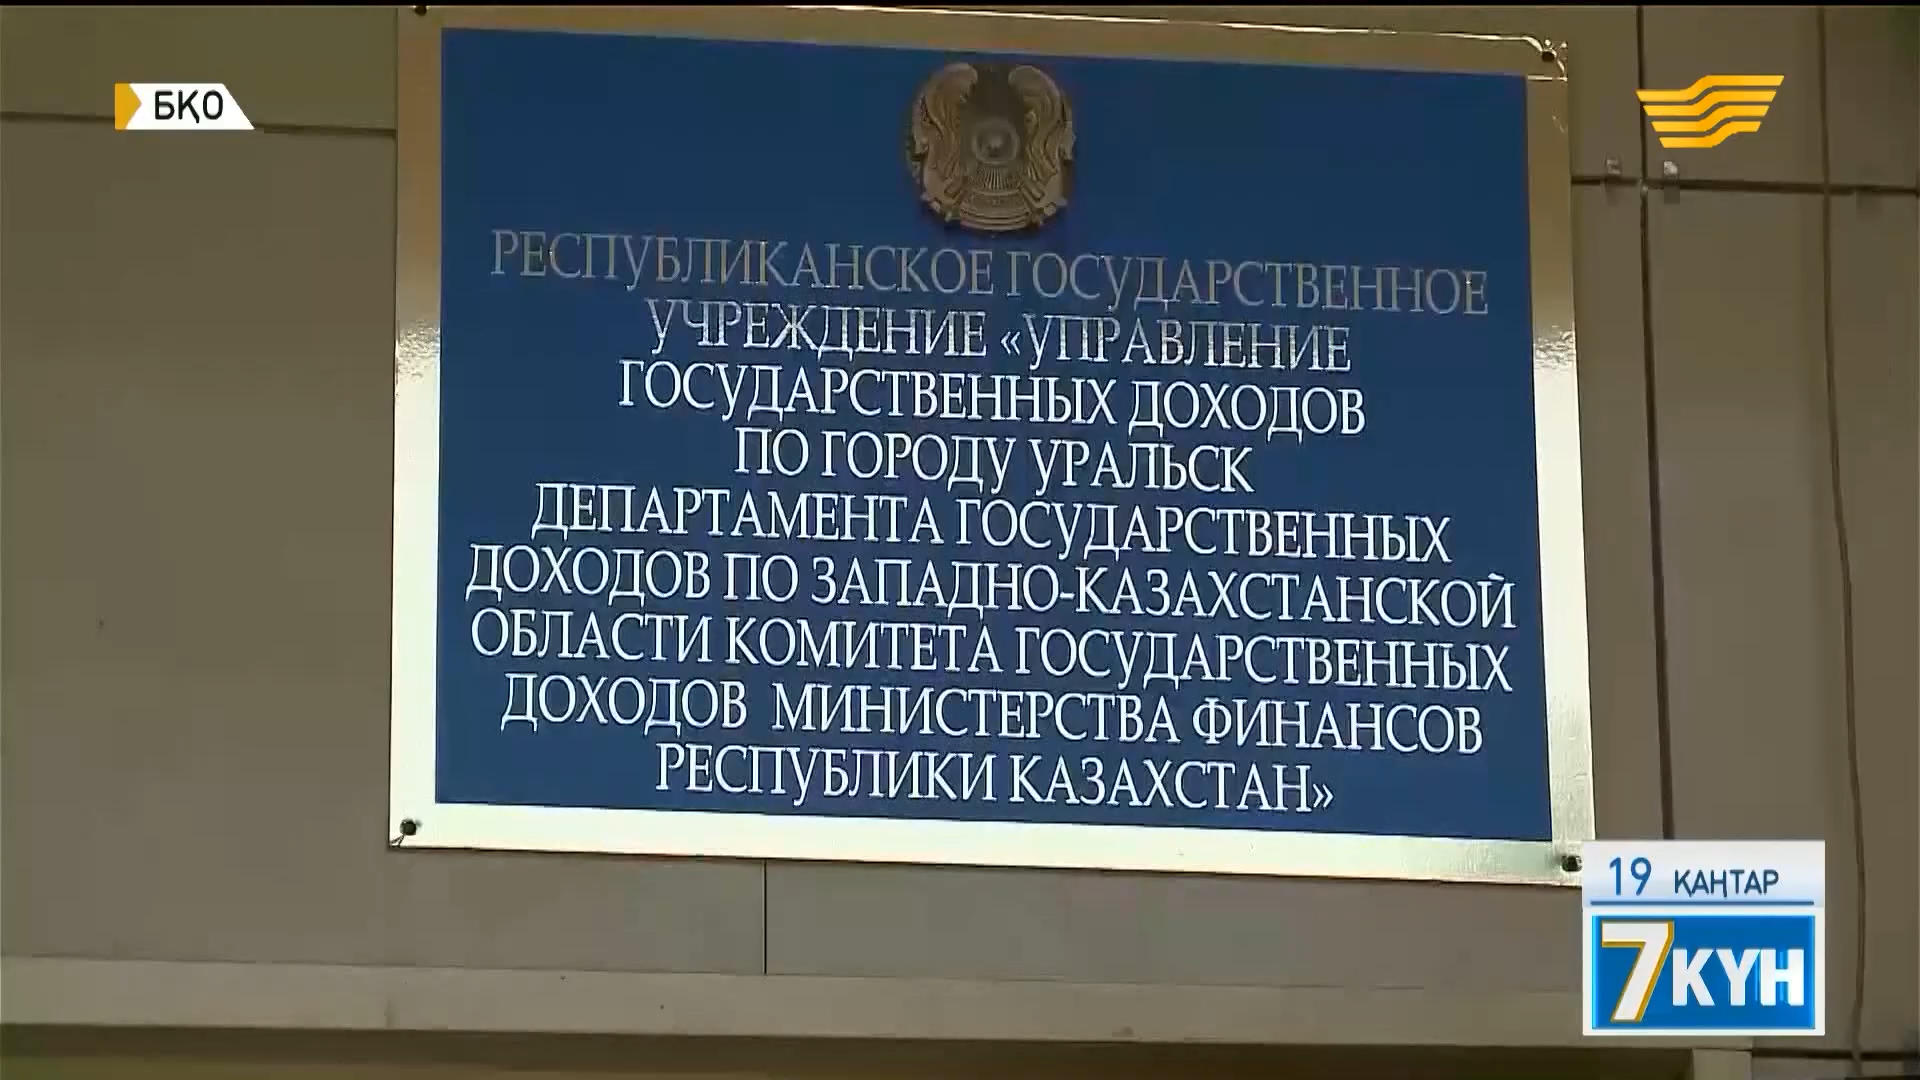 БҚО
РЕСПУБЛИКАНСКОЕ ГОСУДАРСТВЕННОЕ
УЧРЕЖДЕНИЕ «УПРАВЛЕНИЕ
ГОСУДАРСТВЕННЫХ ДОХОДОВ
ПО ГОРОДУ УРАЛЬСК
ДЕПАРТАМЕНТА ГОСУДАРСТВЕННЫХ
ДОХОДОВ ПО ЗАПАДНО-КАЗАХСТАНСКОЙ
ОБЛАСТИ КОМИТЕТА ГОСУДАРСТВЕННЫХ
ДОХОДОВ МИНИСТЕРСТВА ФИНАНСОВ
РЕСПУБЛИКИ КАЗАХСТАН»
19 ҚАҢТАР
7КҮН